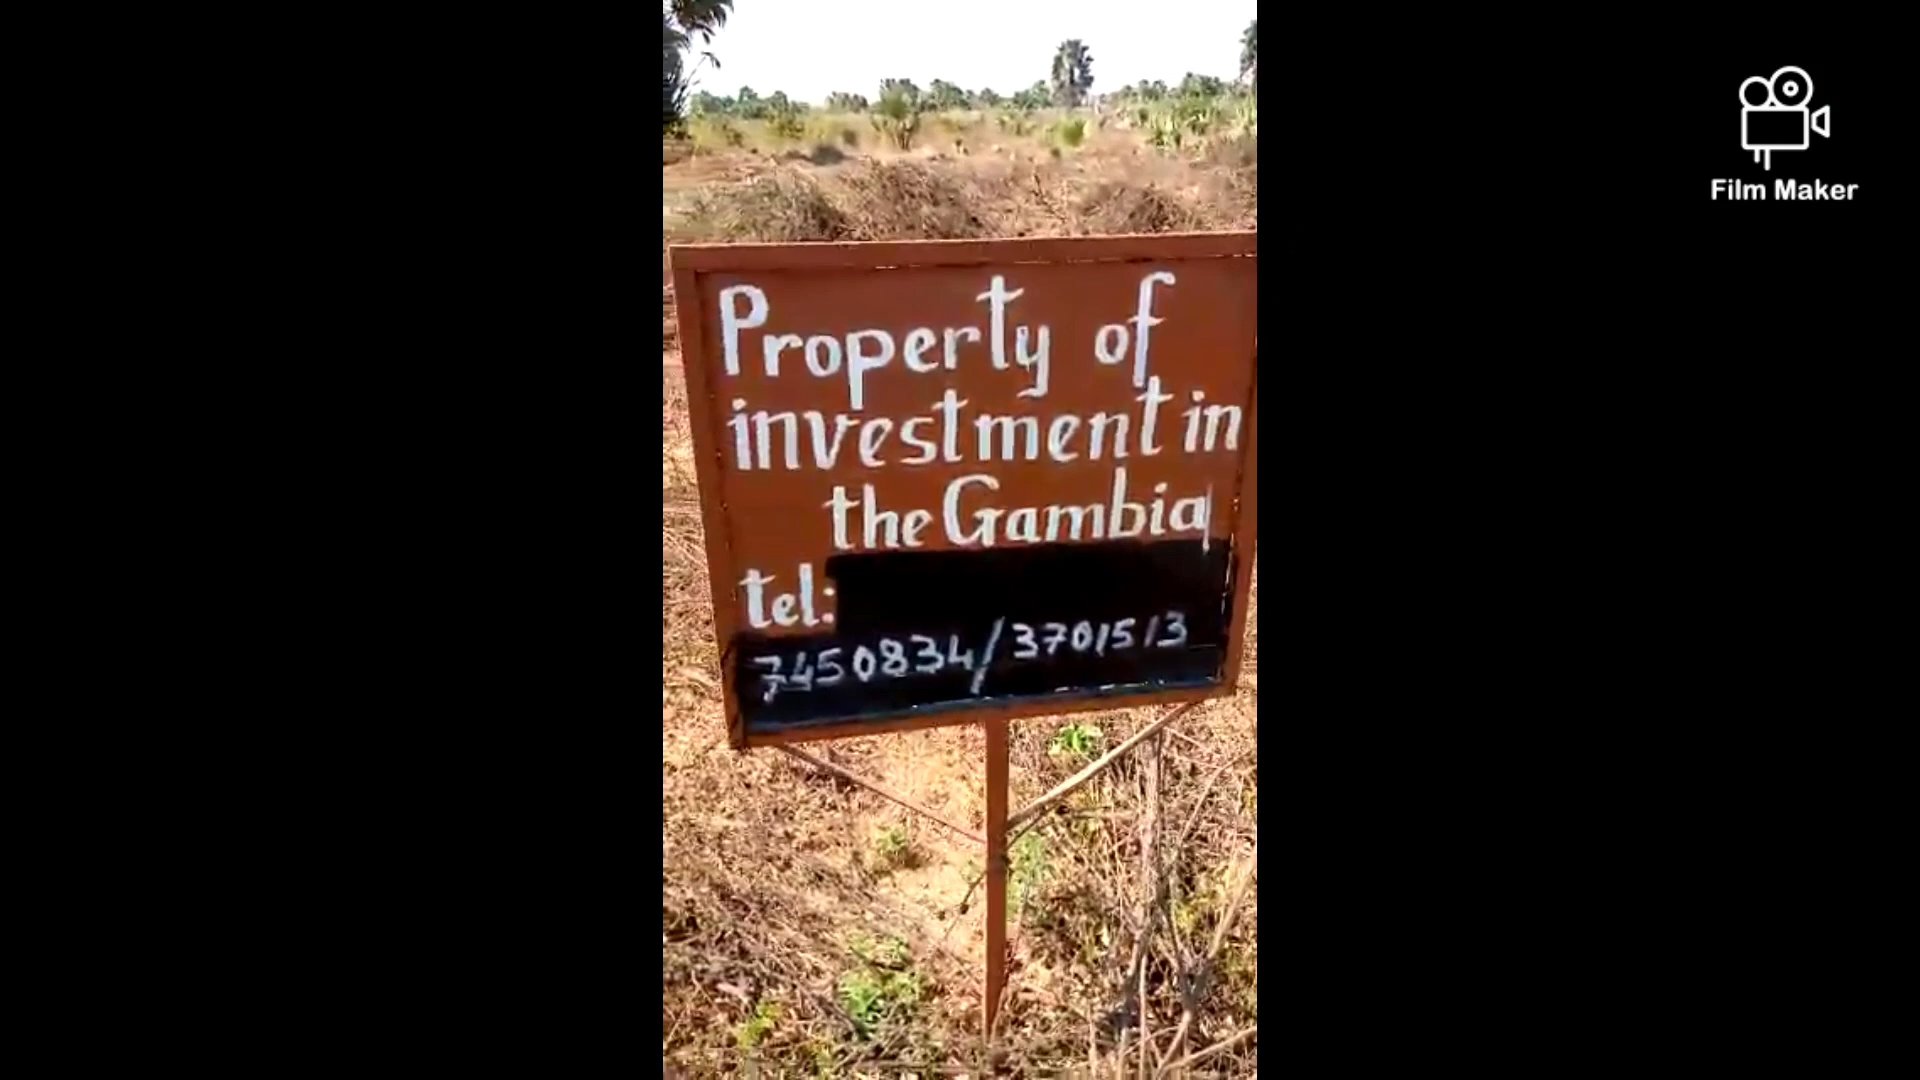 Property of
investment in
the Gambia
tel:
7450834/3701513
Film Maker